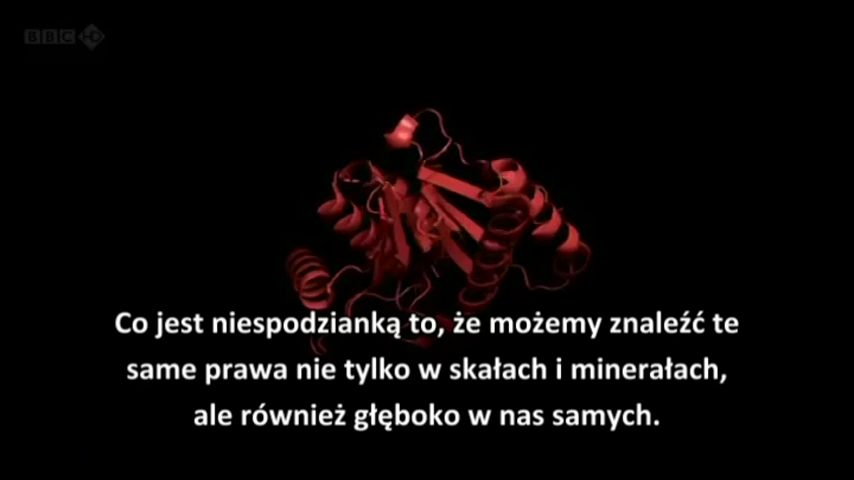 BBC HD
Co jest niespodzianką to, że możemy znaleźć te
same prawa nie tylko w skałach i minerałach,
ale również głęboko w nas samych.